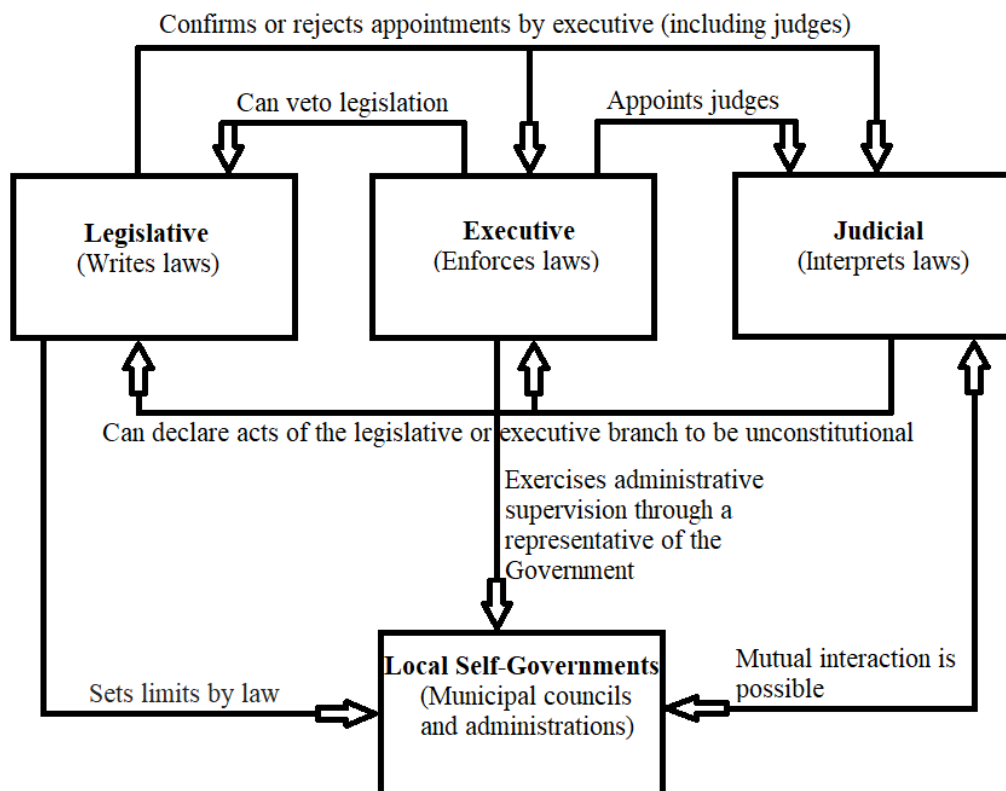 Confirms or rejects appointments by executive (including judges)
Can veto legislation
Appoints judges
Legislative
(Writes laws)
Executive
(Enforces laws)
Judicial
(Interprets laws)
Can declare acts of the legislative or executive branch to be unconstitutional
Exercises administrative
supervision through a
representative of the
Government
Sets limits by law
Local Self-Governments
(Municipal councils
and administrations)
Mutual interaction is
possible